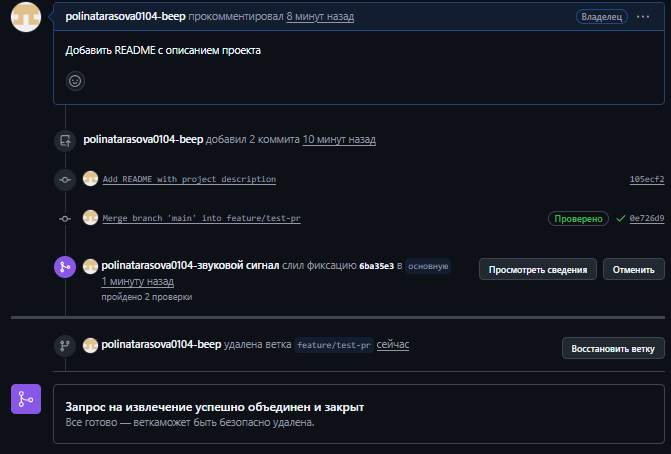 polinatarasova0104-beep прокомментировал 8 минут назад
Владелец
Добавить README с описанием проекта
polinatarasova0104-beep добавил 2 коммита 10 минут назад
Add README with project description
105ecf2
Merge branch 'main' into feature/test-pr
Проверено
0e726d9
polinatarasova0104-звуковой сигнал слил фиксацию 6ba35e3 в основную
1 минуту назад
пройдено 2 проверки
Просмотреть сведения
Отменить
polinatarasova0104-beep удалена ветка feature/test-pr сейчас
Восстановить ветку
Запрос на извлечение успешно объединен и закрыт
Все готово — веткаможет быть безопасно удалена.